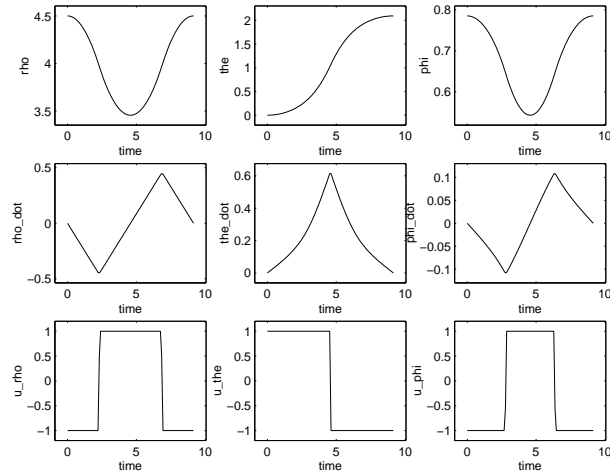 4.5
4
3.5
rho
0 5 10
time
2
1.5
1
0.5
0
the
0 5 10
time
0.8
0.7
0.6
phi
0 5 10
time
0.5
0
−0.5
rho_dot
0 5 10
time
0.6
0.4
0.2
0
the_dot
0 5 10
time
0.1
0.05
0
−0.05
−0.1
phi_dot
0 5 10
time
1
0.5
0
−0.5
−1
u_rho
0 5 10
time
1
0.5
0
−0.5
−1
u_the
0 5 10
time
1
0.5
0
−0.5
−1
u_phi
0 5 10
time